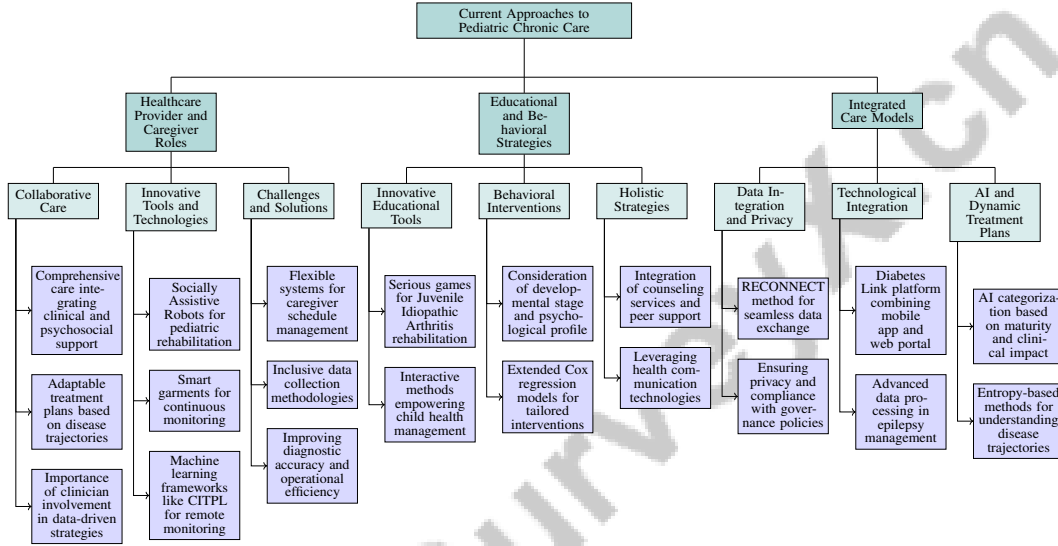 Current Approaches to
Pediatric Chronic Care
Healthcare
Provider and
Caregiver
Roles
Educational
and Be-
havioral
Strategies
Integrated
Care Models
Collaborative
Care
Innovative
Tools and
Technologies
Challenges
and Solutions
Innovative
Educational
Tools
Behavioral
Interventions
Holistic
Strategies
Data In-
tegration
and Privacy
Technological
Integration
AI and
Dynamic
Treatment
Plans
Comprehensive
care inte-
grating
clinical and
psychosocial
support
Adaptable
treatment
plans based
on disease
trajectories
Importance
of clinician
involvement
in data-driven
strategies
Socially
Assistive
Robots for
pediatric
rehabilitation
Smart
garments for
continuous
monitoring
Machine
learning
frameworks
like CITPL
for remote
monitoring
Flexible
systems for
caregiver
schedule
management
Inclusive data
collection
methodologies
Improving
diagnostic
accuracy and
operational
efficiency
Serious games
for Juvenile
Idiopathic
Arthritis
rehabilitation
Interactive
methods
empowering
child health
management
Consideration
of develop-
mental stage
and psycho-
logical profile
Extended Cox
regression
models for
tailored
interventions
Integration
of counseling
services and
peer support
Leveraging
health com-
munication
technologies
RECONNECT
method for
seamless data
exchange
Ensuring
privacy and
compliance
with gover-
nance policies
Diabetes
Link platform
combining
mobile
app and
web portal
Advanced
data pro-
cessing in
epilepsy
management
AI categoriza-
tion based
on maturity
and clini-
cal impact
Entropy-based
methods for
understanding
disease
trajectories